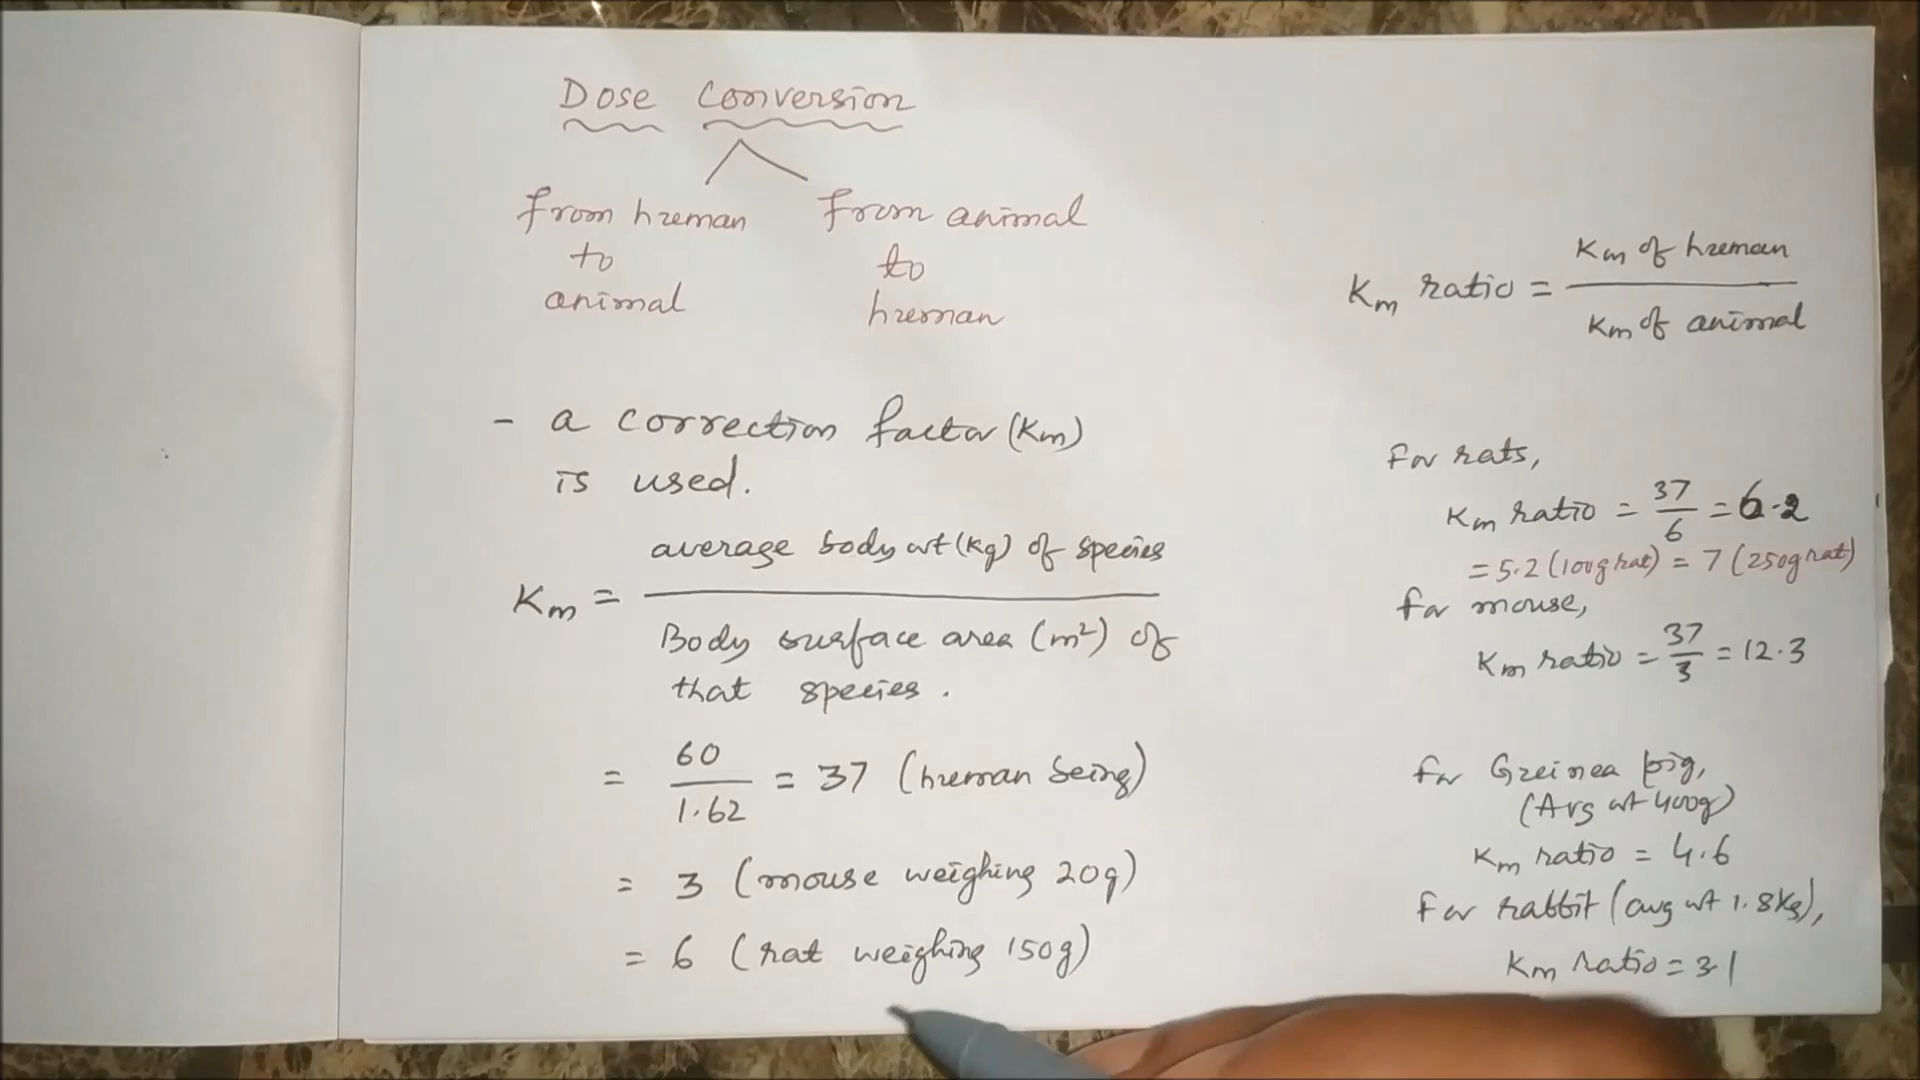 Dose Conversion
from human
to
animal
from animal
to
human
- a correction factor (Km)
is used.
Km = average body wt (kg) of species
Body surface area (m²) of
that species.
= 60 / 1.62 = 37 (human being)
= 3 (mouse weighing 20g)
= 6 (rat weighing 150g)
Km ratio = Km of human
Km of animal
For rats,
Km ratio = 37 / 6 = 6.2
= 5.2 (100g rat) = 7 (250g rat)
for mouse,
Km ratio = 37 / 3 = 12.3
for Guinea pig,
(Avg wt 400g)
Km ratio = 4.6
For rabbit (avg wt 1.8kg),
Km ratio = 3.1